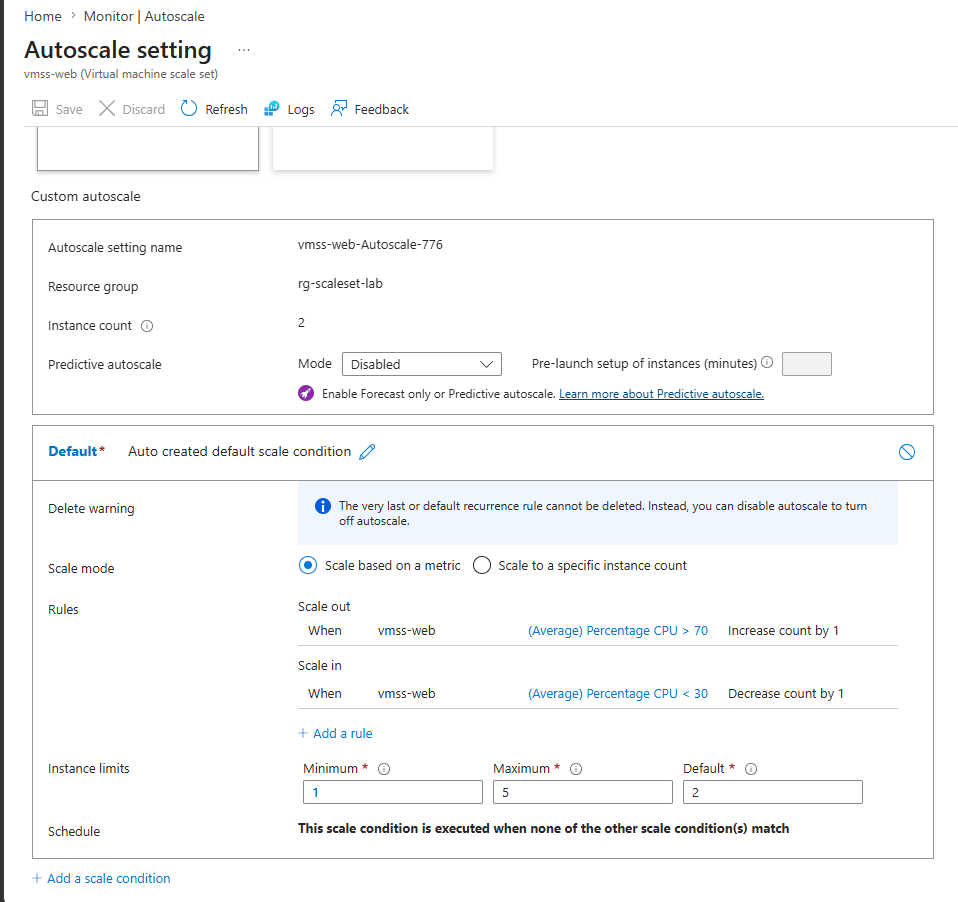 Home > Monitor | Autoscale
Autoscale setting ...
vmss-web (Virtual machine scale set)
Save Discard Refresh Logs Feedback
Custom autoscale
Autoscale setting name vmss-web-Autoscale-776
Resource group rg-scaleset-lab
Instance count 2
Predictive autoscale Mode Disabled Pre-launch setup of instances (minutes)
Enable Forecast only or Predictive autoscale. Learn more about Predictive autoscale.
Default* Auto created default scale condition
Delete warning
The very last or default recurrence rule cannot be deleted. Instead, you can disable autoscale to turn
off autoscale.
Scale mode Scale based on a metric Scale to a specific instance count
Rules
Scale out
When vmss-web (Average) Percentage CPU > 70 Increase count by 1
Scale in
When vmss-web (Average) Percentage CPU < 30 Decrease count by 1
+ Add a rule
Instance limits Minimum * Maximum * Default *
1 5 2
Schedule This scale condition is executed when none of the other scale condition(s) match
+ Add a scale condition